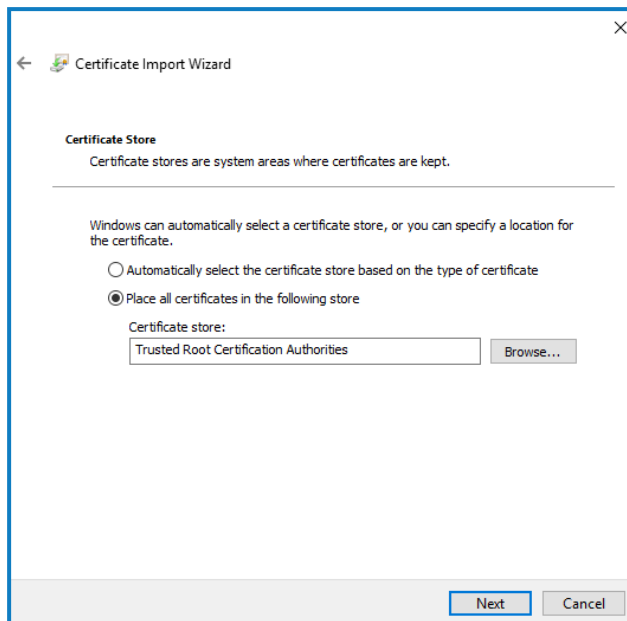 Certificate Import Wizard
Certificate Store
Certificate stores are system areas where certificates are kept.
Windows can automatically select a certificate store, or you can specify a location for
the certificate.
Automatically select the certificate store based on the type of certificate
Place all certificates in the following store
Certificate store:
Trusted Root Certification Authorities
Browse...
Next
Cancel